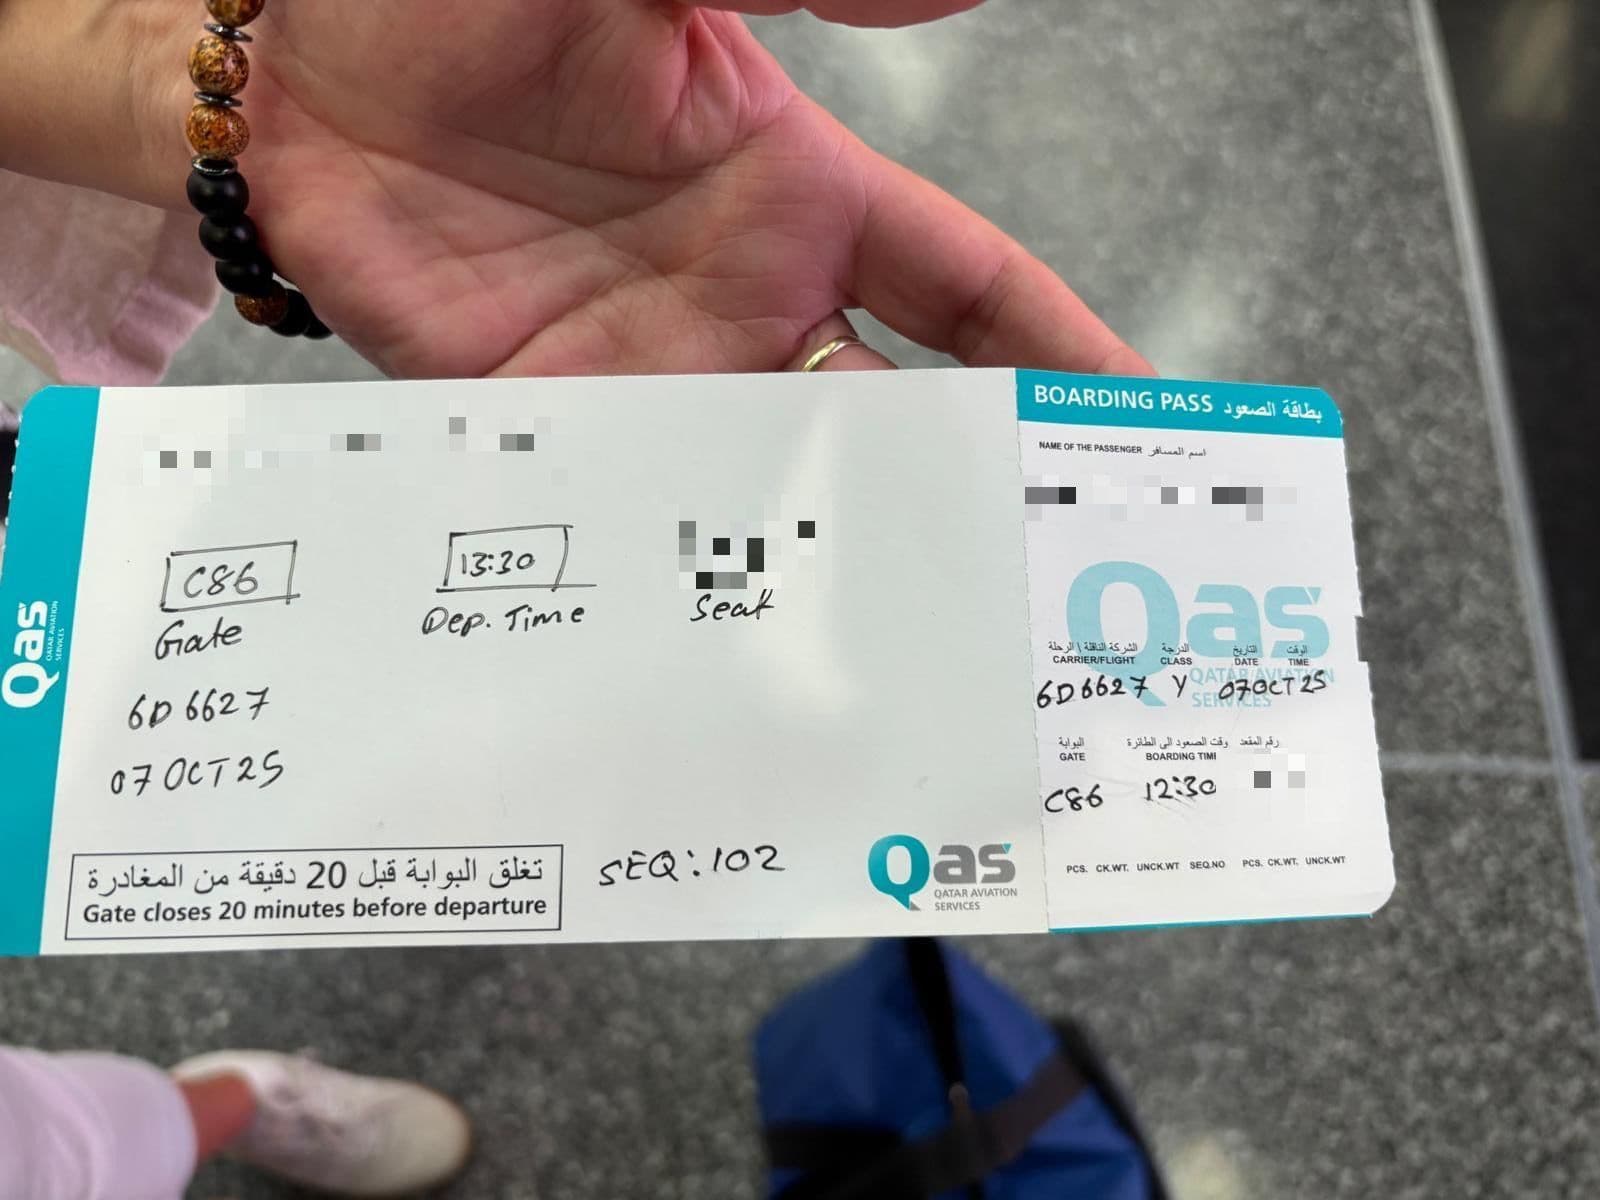 Qas
QATAR AVIATION
SERVICES
C86
Gate
13:30
Dep. Time
Seat
6D 6627
07 OCT 25
تغلق البوابة قبل 20 دقيقة من المغادرة
Gate closes 20 minutes before departure
SEQ: 102
Qas
QATAR AVIATION
SERVICES
BOARDING PASS بطاقة الصعود
NAME OF THE PASSENGER اسم المسافر
Qas
QATAR AVIATION
SERVICES
الشركة الناقلة \ الرحلة الدرجة التاريخ الوقت
CARRIER/FLIGHT CLASS DATE TIME
6D 6627 Y 07OCT 25
البوابة وقت الصعود الى الطائرة رقم المقعد
GATE BOARDING TIM
C86 12:30
PCS. CK.WT. UNCK.WT SEQ.NO PCS. CK.WT. UNCK.WT